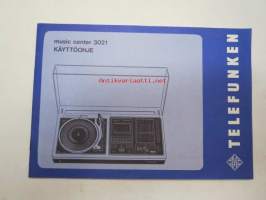 music center 3021
KÄYTTÖOHJE
antikvariaatti.net
TELEFUNKEN